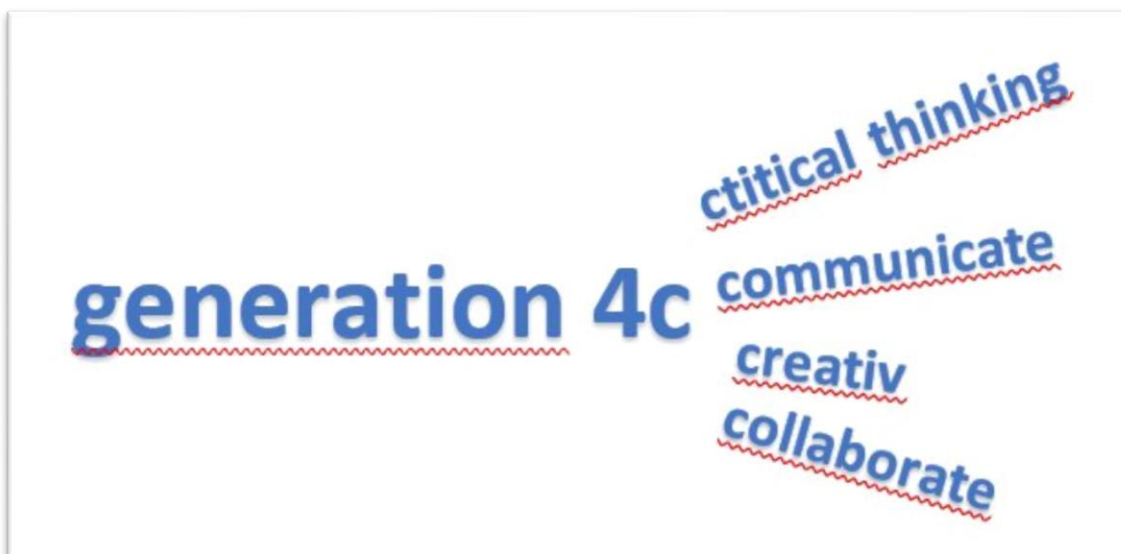 generation 4c
ctitical thinking
communicate
creativ
collaborate